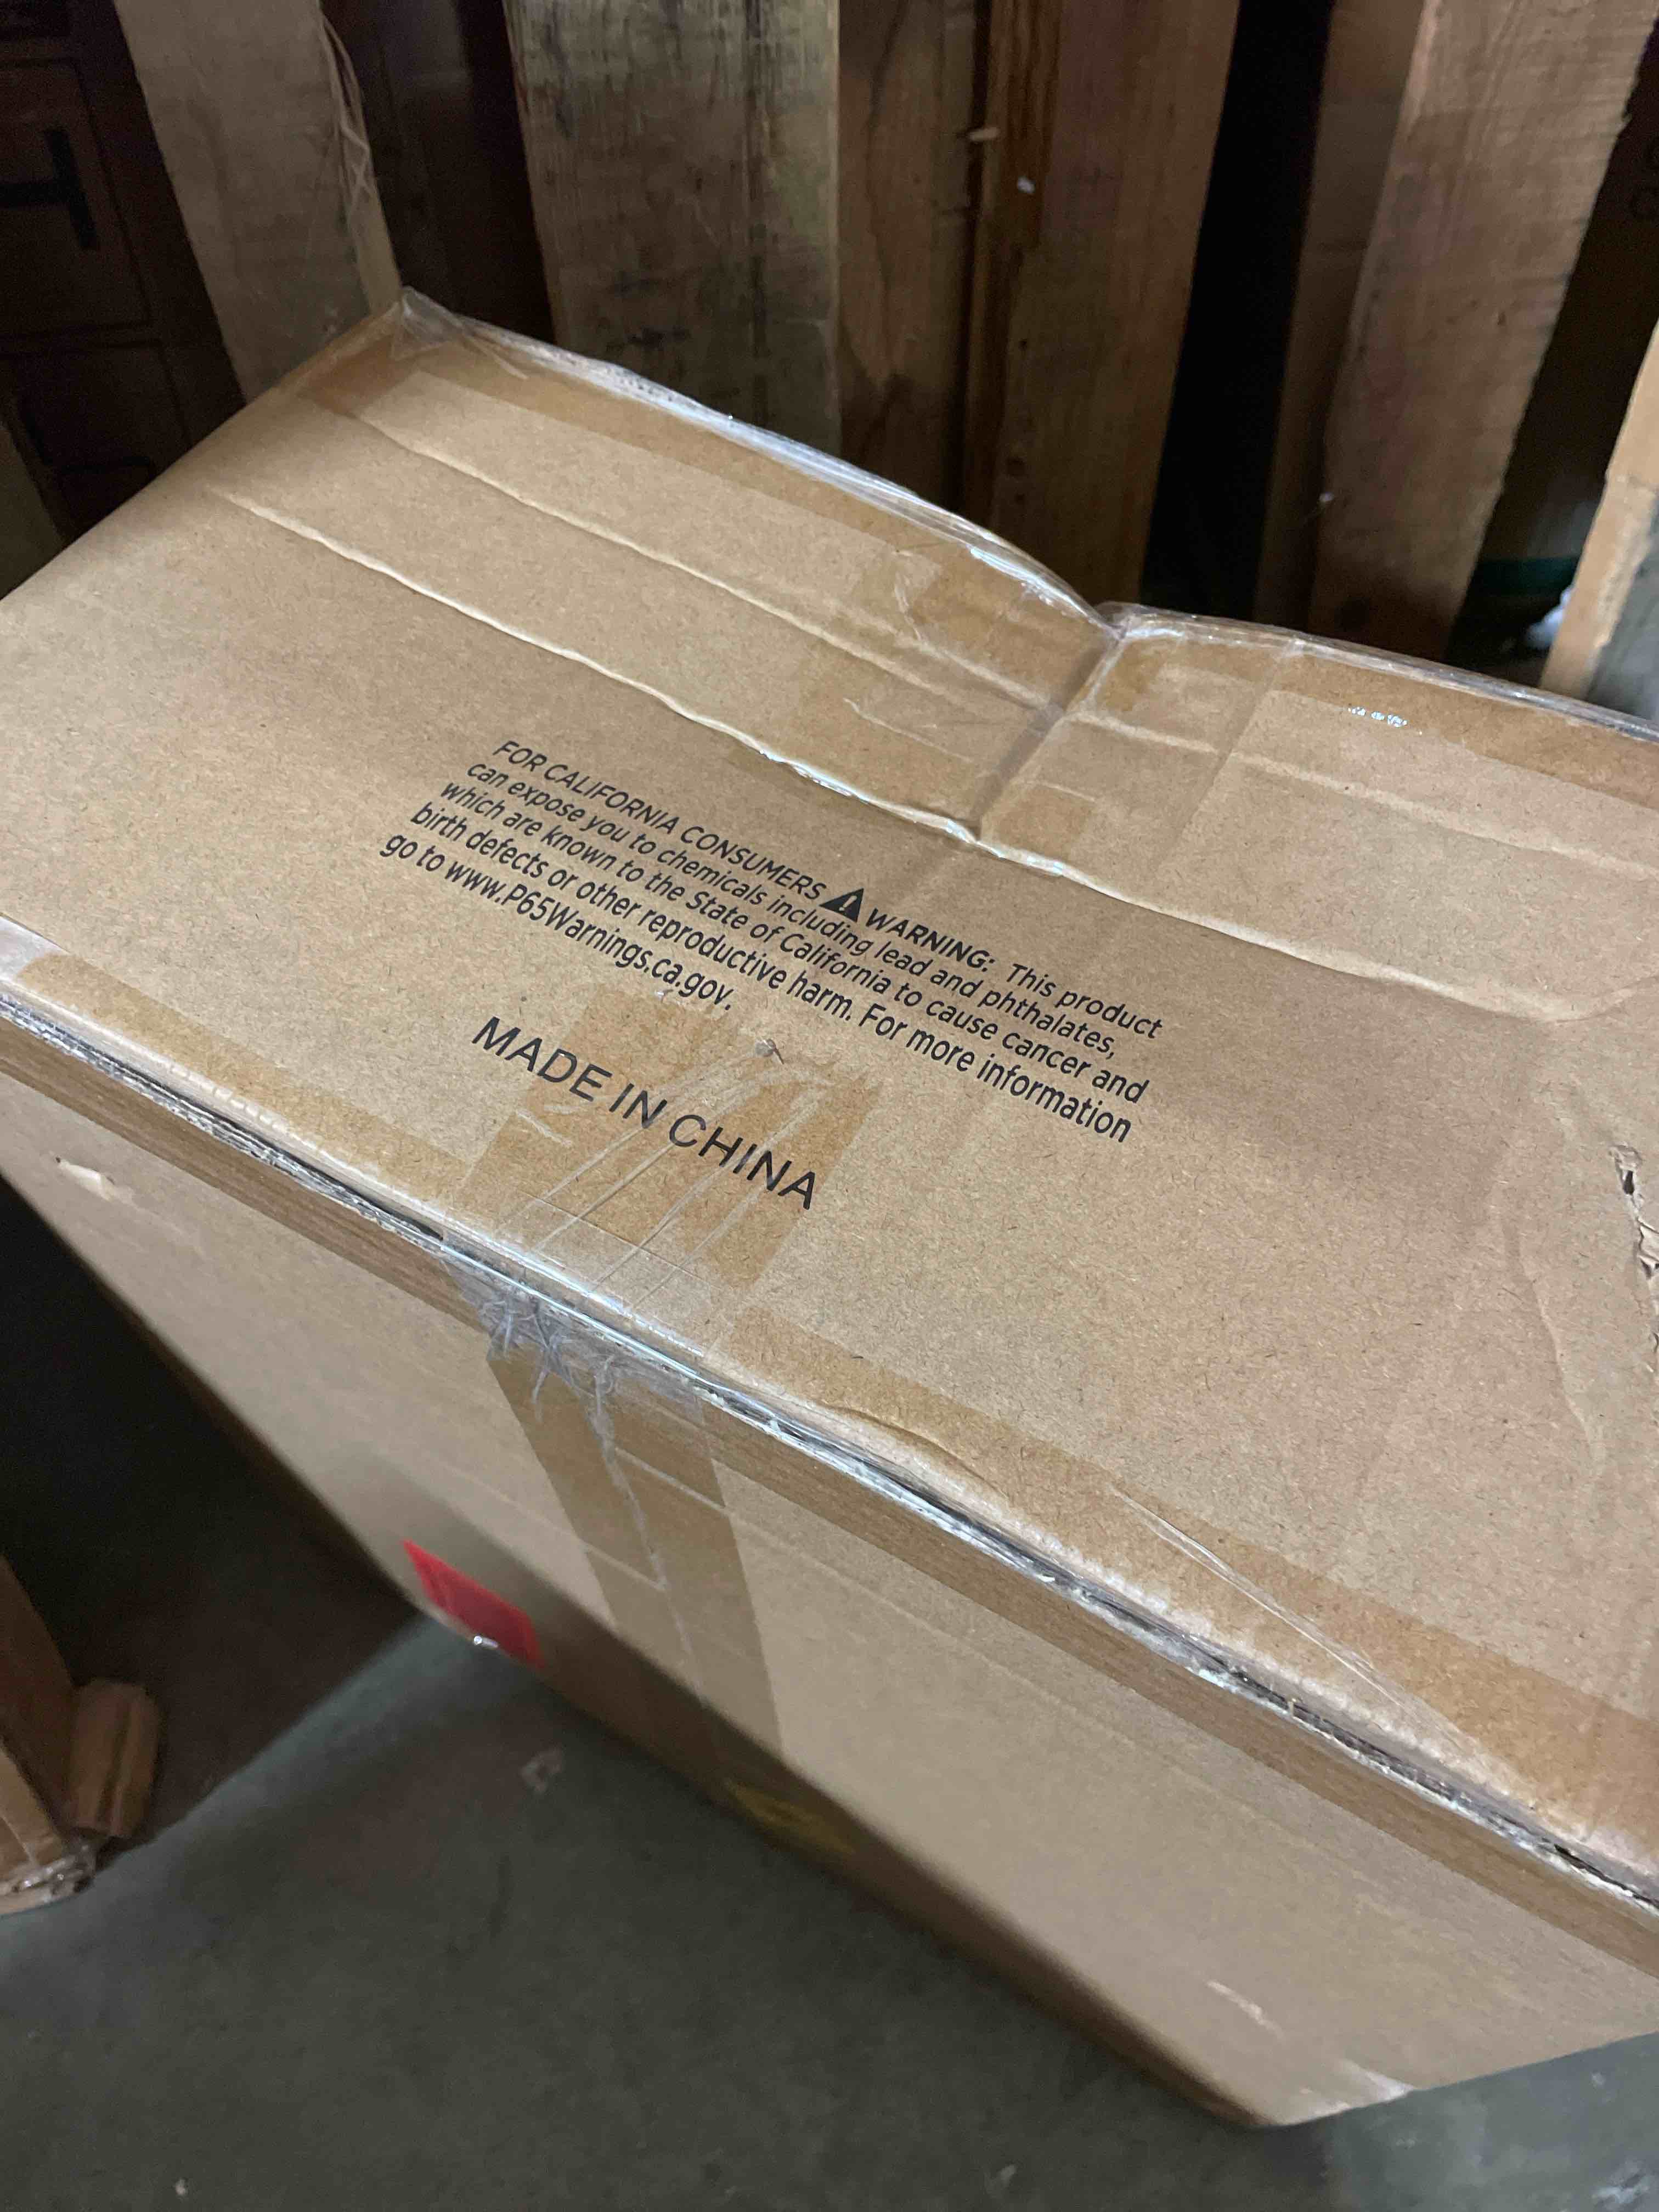 FOR CALIFORNIA CONSUMERS ⚠ WARNING: This product
can expose you to chemicals including lead and phthalates,
which are known to the State of California to cause cancer and
birth defects or other reproductive harm. For more information
go to www.P65Warnings.ca.gov.
MADE IN CHINA